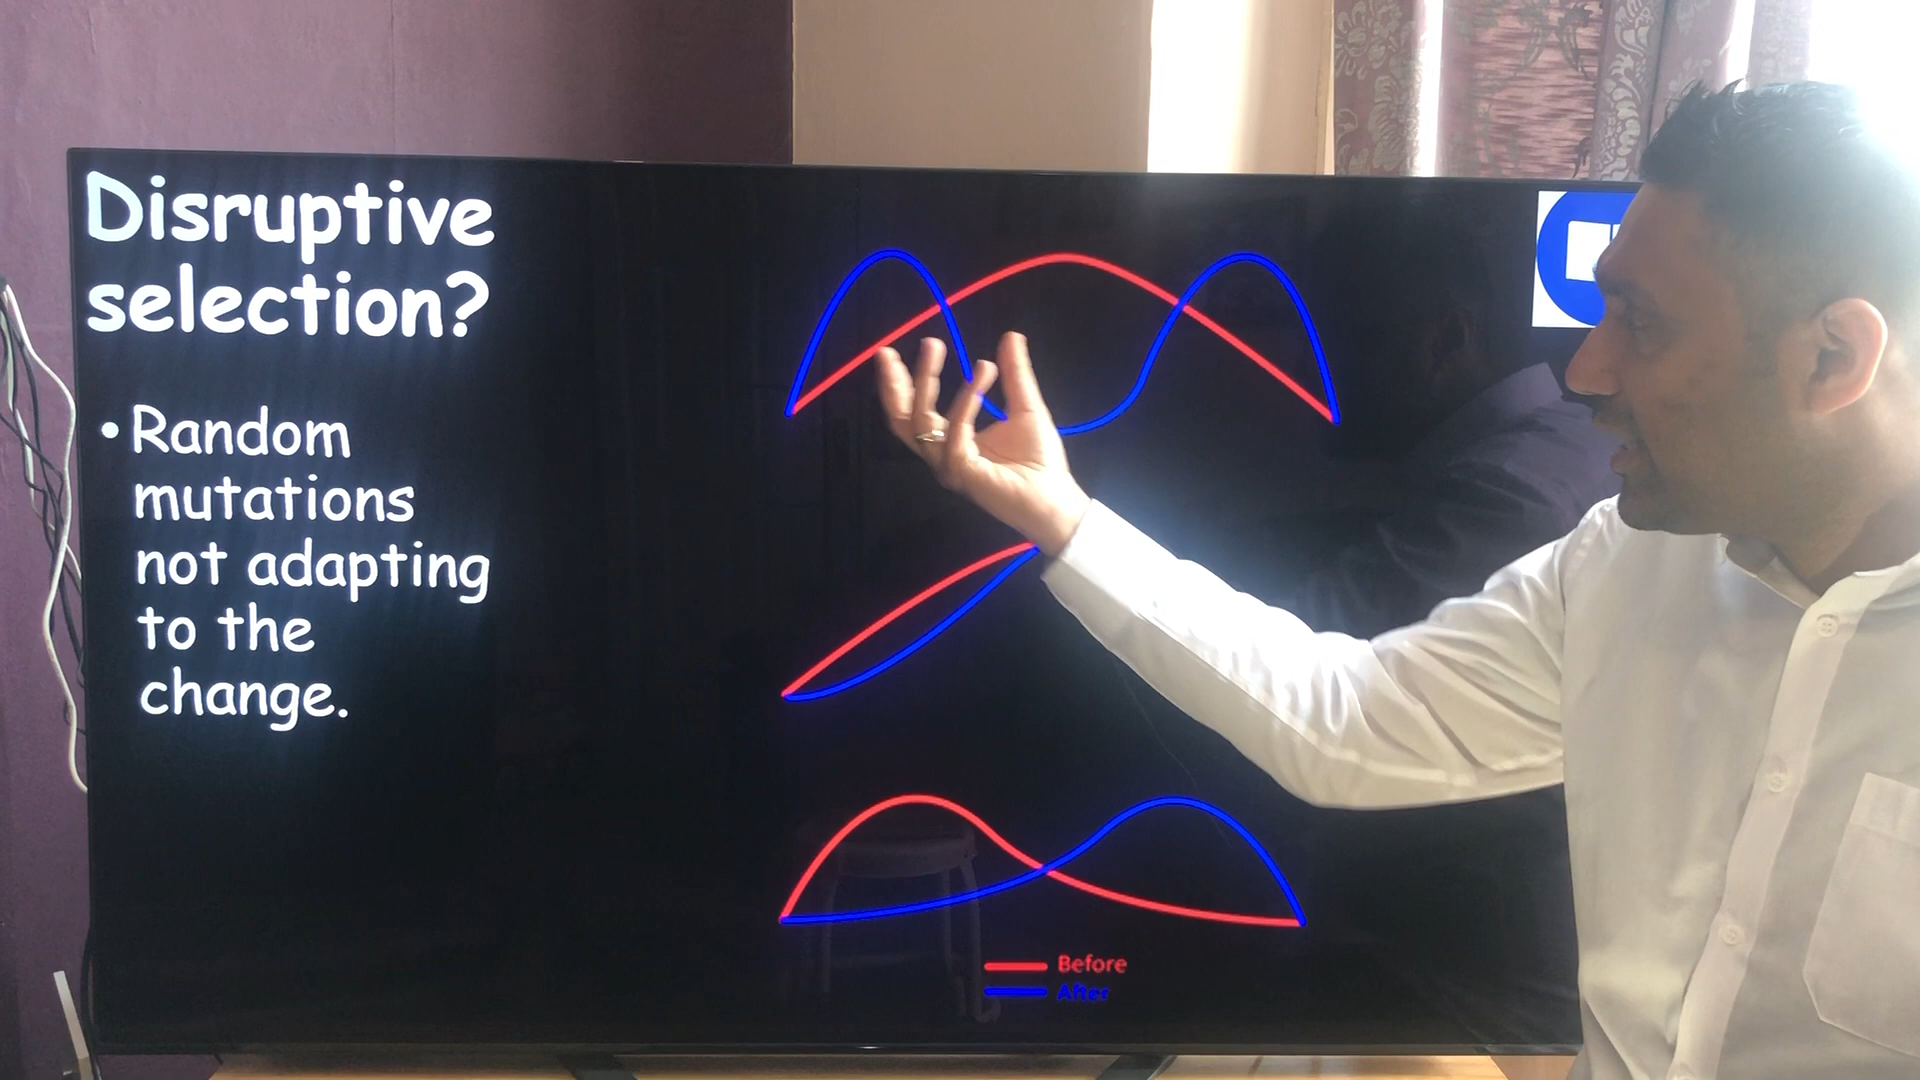 Disruptive
selection?
• Random
mutations
not adapting
to the
change.
Before
After